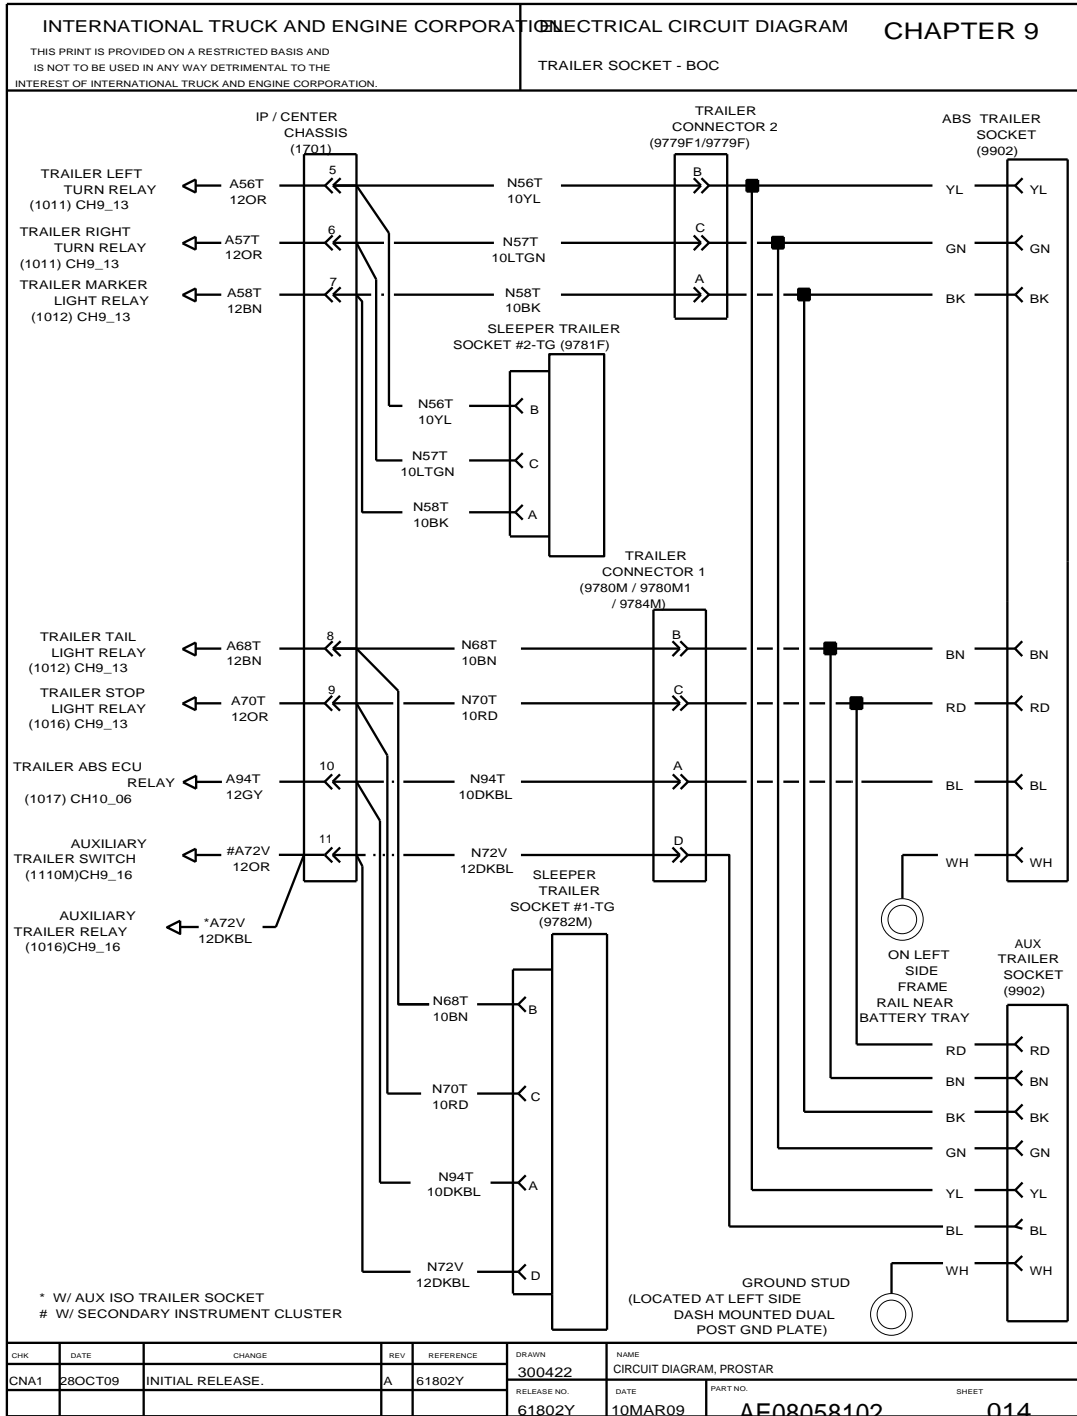 INTERNATIONAL TRUCK AND ENGINE CORPORATION
ELECTRICAL CIRCUIT DIAGRAM
CHAPTER 9
THIS PRINT IS PROVIDED ON A RESTRICTED BASIS AND
IS NOT TO BE USED IN ANY WAY DETRIMENTAL TO THE
INTEREST OF INTERNATIONAL TRUCK AND ENGINE CORPORATION.
TRAILER SOCKET - BOC
IP / CENTER
CHASSIS
(1701)
TRAILER
CONNECTOR 2
(9779F1/9779F)
ABS TRAILER
SOCKET
(9902)
TRAILER LEFT
TURN RELAY
(1011) CH9_13
A56T
12OR
5
N56T
10YL
B
YL
YL
TRAILER RIGHT
TURN RELAY
(1011) CH9_13
A57T
12OR
6
N57T
10LTGN
C
GN
GN
TRAILER MARKER
LIGHT RELAY
(1012) CH9_13
A58T
12BN
7
N58T
10BK
A
BK
BK
SLEEPER TRAILER
SOCKET #2-TG (9781F)
N56T
10YL
B
N57T
10LTGN
C
N58T
10BK
A
TRAILER
CONNECTOR 1
(9780M / 9780M1
/ 9784M)
TRAILER TAIL
LIGHT RELAY
(1012) CH9_13
A68T
12BN
8
N68T
10BN
B
BN
BN
TRAILER STOP
LIGHT RELAY
(1016) CH9_13
A70T
12OR
9
N70T
10RD
C
RD
RD
TRAILER ABS ECU
RELAY
(1017) CH10_06
A94T
12GY
10
N94T
10DKBL
A
BL
BL
AUXILIARY
TRAILER SWITCH
(1110M)CH9_16
#A72V
12OR
11
N72V
12DKBL
D
WH
WH
AUXILIARY
TRAILER RELAY
(1016)CH9_16
*A72V
12DKBL
SLEEPER
TRAILER
SOCKET #1-TG
(9782M)
ON LEFT
SIDE
FRAME
RAIL NEAR
BATTERY TRAY
AUX
TRAILER
SOCKET
(9902)
N68T
10BN
B
N70T
10RD
C
N94T
10DKBL
A
N72V
12DKBL
D
RD
RD
BN
BN
BK
BK
GN
GN
YL
YL
BL
BL
WH
WH
GROUND STUD
(LOCATED AT LEFT SIDE
DASH MOUNTED DUAL
POST GND PLATE)
* W/ AUX ISO TRAILER SOCKET
# W/ SECONDARY INSTRUMENT CLUSTER
CHK
DATE
CHANGE
REV
REFERENCE
DRAWN
NAME
CNA1
28OCT09
INITIAL RELEASE.
A
61802Y
300422
CIRCUIT DIAGRAM, PROSTAR
RELEASE NO.
DATE
PART NO.
SHEET
61802Y
10MAR09
AE08058102
014